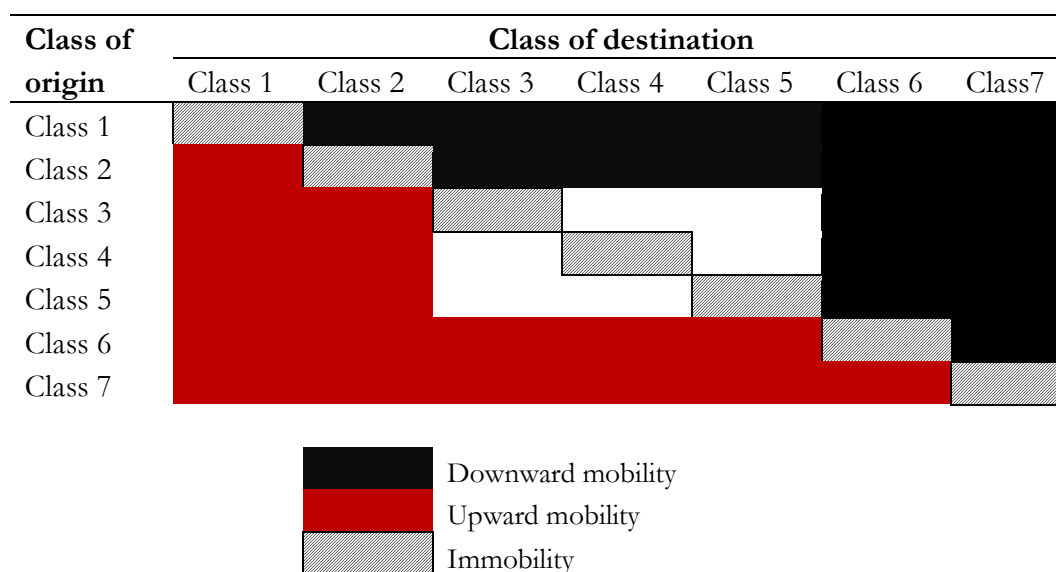 Class of Class of destination
origin Class 1 Class 2 Class 3 Class 4 Class 5 Class 6 Class7
Class 1
Class 2
Class 3
Class 4
Class 5
Class 6
Class 7
Downward mobility
Upward mobility
Immobility